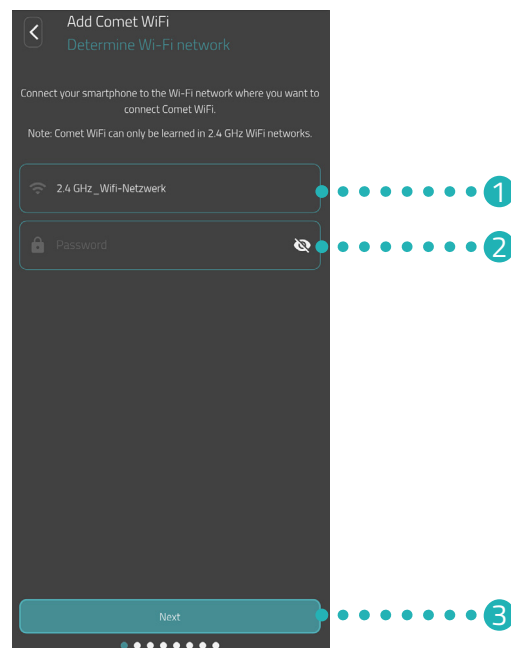 Add Comet WiFi
Determine Wi-Fi network
Connect your smartphone to the Wi-Fi network where you want to
connect Comet WiFi.
Note: Comet WiFi can only be learned in 2.4 GHz WiFi networks.
2.4 GHz_Wifi-Netzwerk
1
Password
2
Next
3